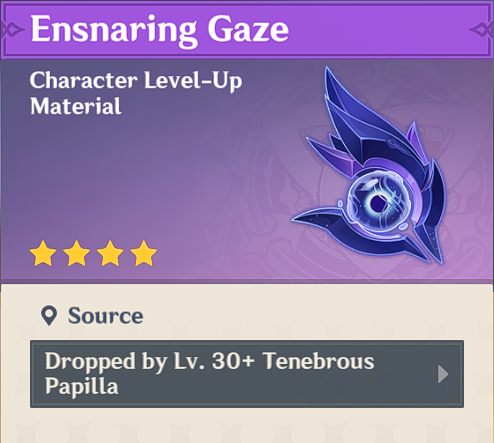 Ensnaring Gaze
Character Level-Up
Material
Source
Dropped by Lv. 30+ Tenebrous
Papilla